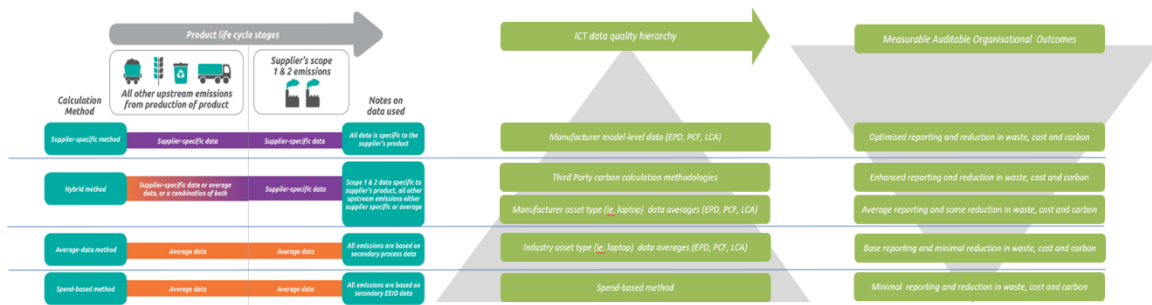 Product life cycle stages
All other upstream emissions
from production of product
Supplier's scope
1 & 2 emissions
Calculation
Method
Notes on
data used
Supplier-specific method
Supplier-specific data
Supplier-specific data
All data is specific to the
supplier's product
Hybrid method
Supplier-specific data or average
data, or a combination of both
Supplier-specific data
Scope 1 & 2 data specific to
supplier's product, all other
upstream emissions either
supplier specific or average
Average-data method
Average data
Average data
All emissions are based on
secondary process data
Spend-based method
Average data
Average data
All emissions are based on
secondary EEIO data
ICT data quality hierarchy
Manufacturer model-level data (EPD, PCF, LCA)
Third Party carbon calculation methodologies
Manufacturer asset type (ie. laptop) data averages (EPD, PCF, LCA)
Industry asset type (ie. laptop) data averages (EPD, PCF, LCA)
Spend-based method
Measurable Auditable Organisational Outcomes
Optimised reporting and reduction in waste, cost and carbon
Enhanced reporting and reduction in waste, cost and carbon
Average reporting and some reduction in waste, cost and carbon
Base reporting and minimal reduction in waste, cost and carbon
Minimal reporting and reduction in waste, cost and carbon